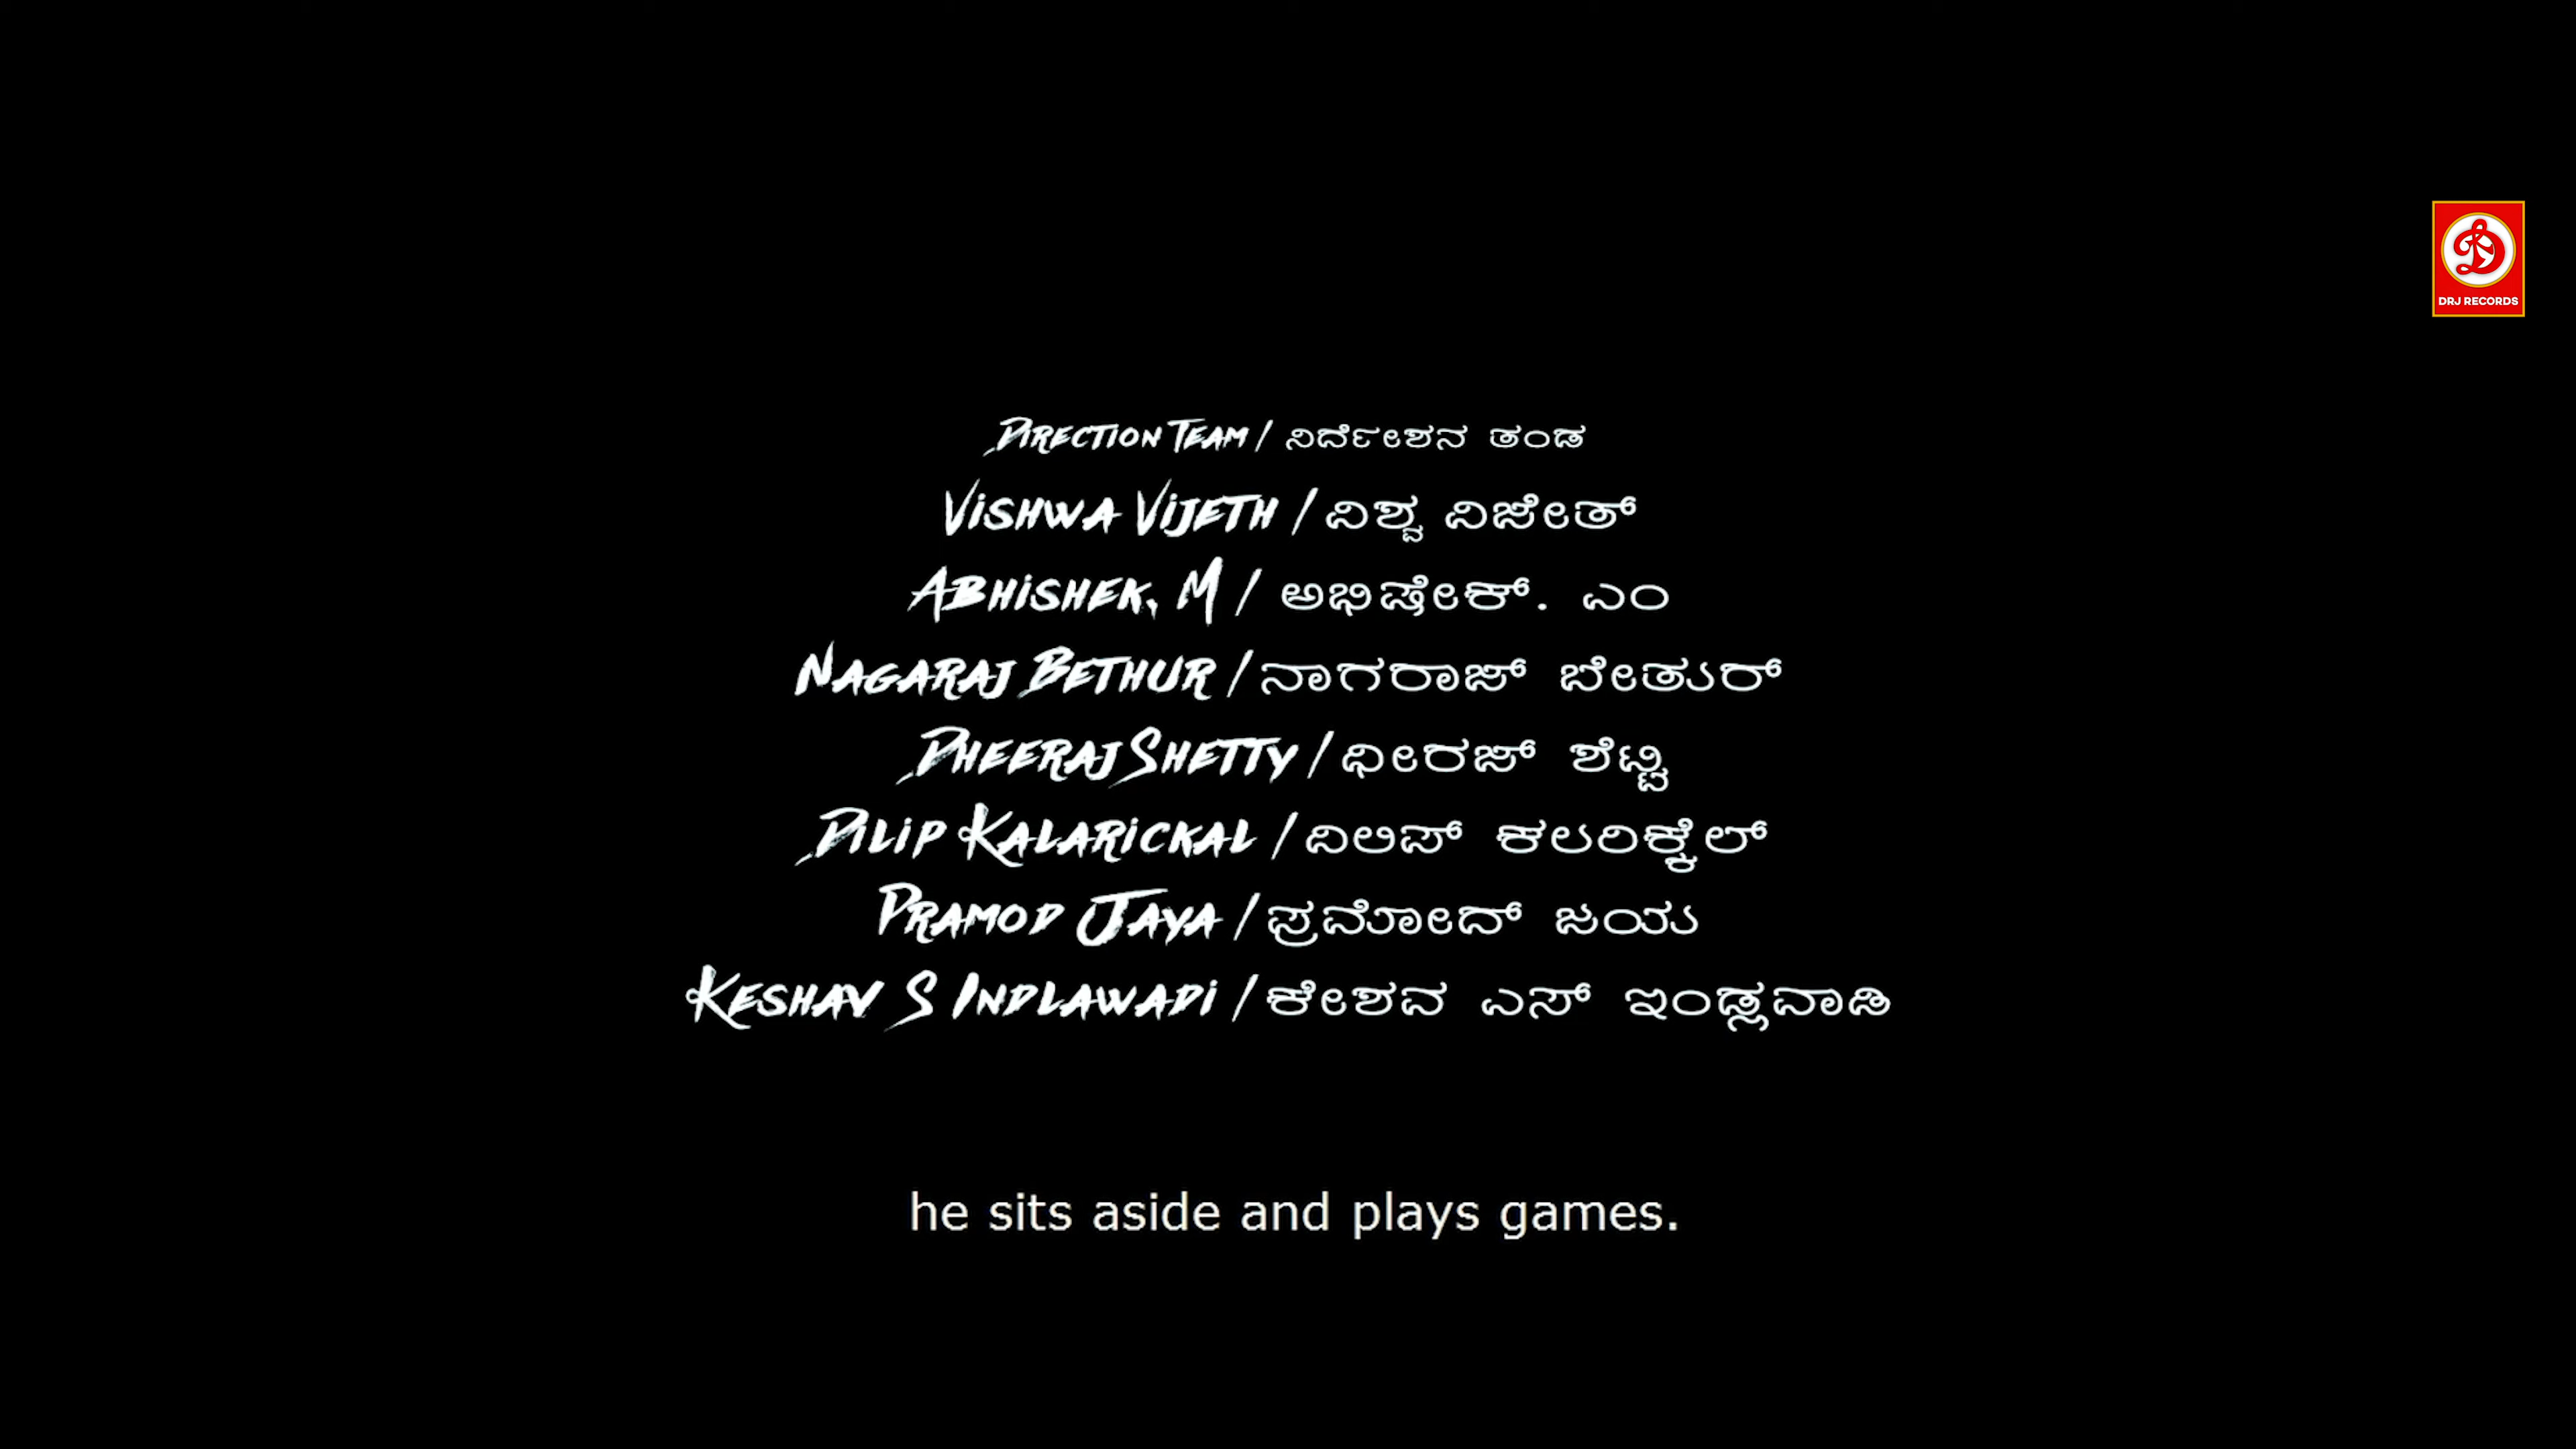 DRJ RECORDS
DIRECTION TEAM / ನಿರ್ದೇಶನ ತಂಡ
VISHWA VIJETH / ವಿಶ್ವ ವಿಜೇತ್
ABHISHEK, M / ಅಭಿಷೇಕ್. ಎಂ
NAGARAJ BETHUR / ನಾಗರಾಜ್ ಬೇತುರ್
DHEERAJ SHETTY / ಧೀರಜ್ ಶೆಟ್ಟಿ
DILIP KALARICKAL / ದಿಲಿಪ್ ಕಲರಿಕ್ಕೆಲ್
PRAMOD JAYA / ಪ್ರಮೋದ್ ಜಯ
KESHAV S INDLAWADI / ಕೇಶವ ಎಸ್ ಇಂಡ್ಲವಾಡಿ
he sits aside and plays games.